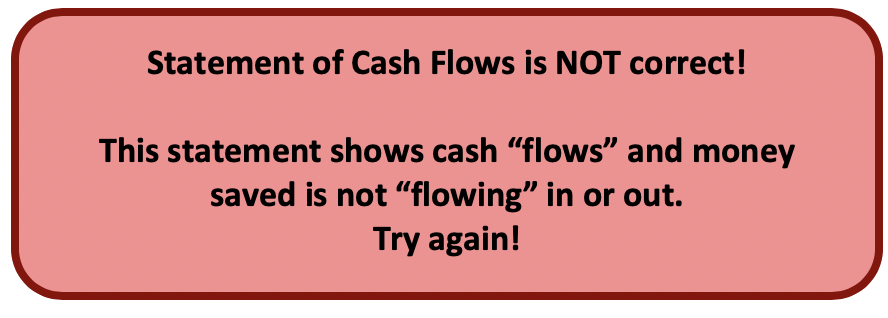 Statement of Cash Flows is NOT correct!
This statement shows cash “flows” and money
saved is not “flowing” in or out.
Try again!